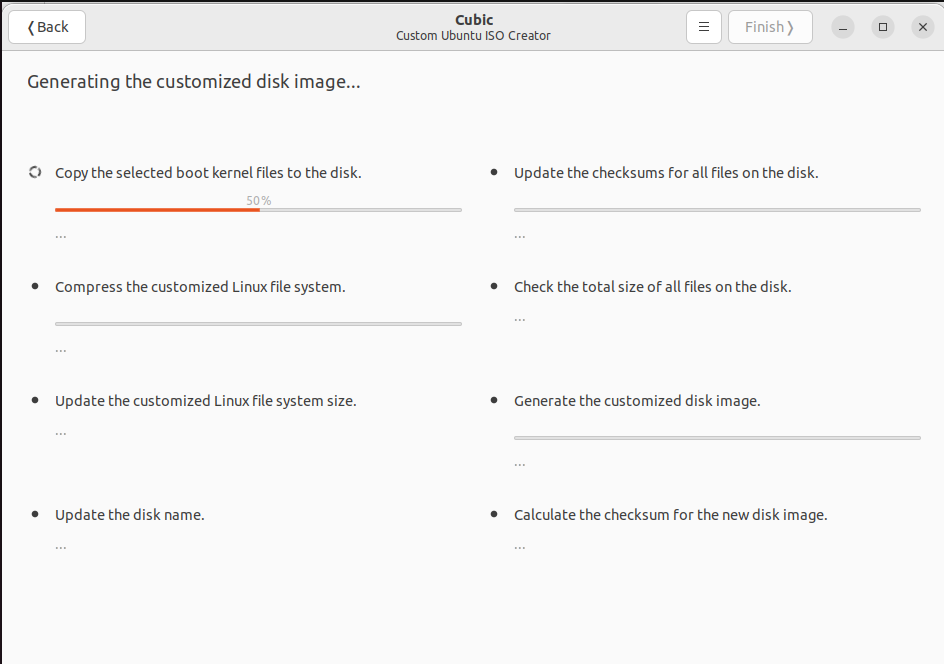 ❬Back
Cubic
Custom Ubuntu ISO Creator
Finish❭
Generating the customized disk image...
Copy the selected boot kernel files to the disk.
50%
...
Compress the customized Linux file system.
...
Update the customized Linux file system size.
...
Update the disk name.
...
Update the checksums for all files on the disk.
...
Check the total size of all files on the disk.
...
Generate the customized disk image.
...
Calculate the checksum for the new disk image.
...